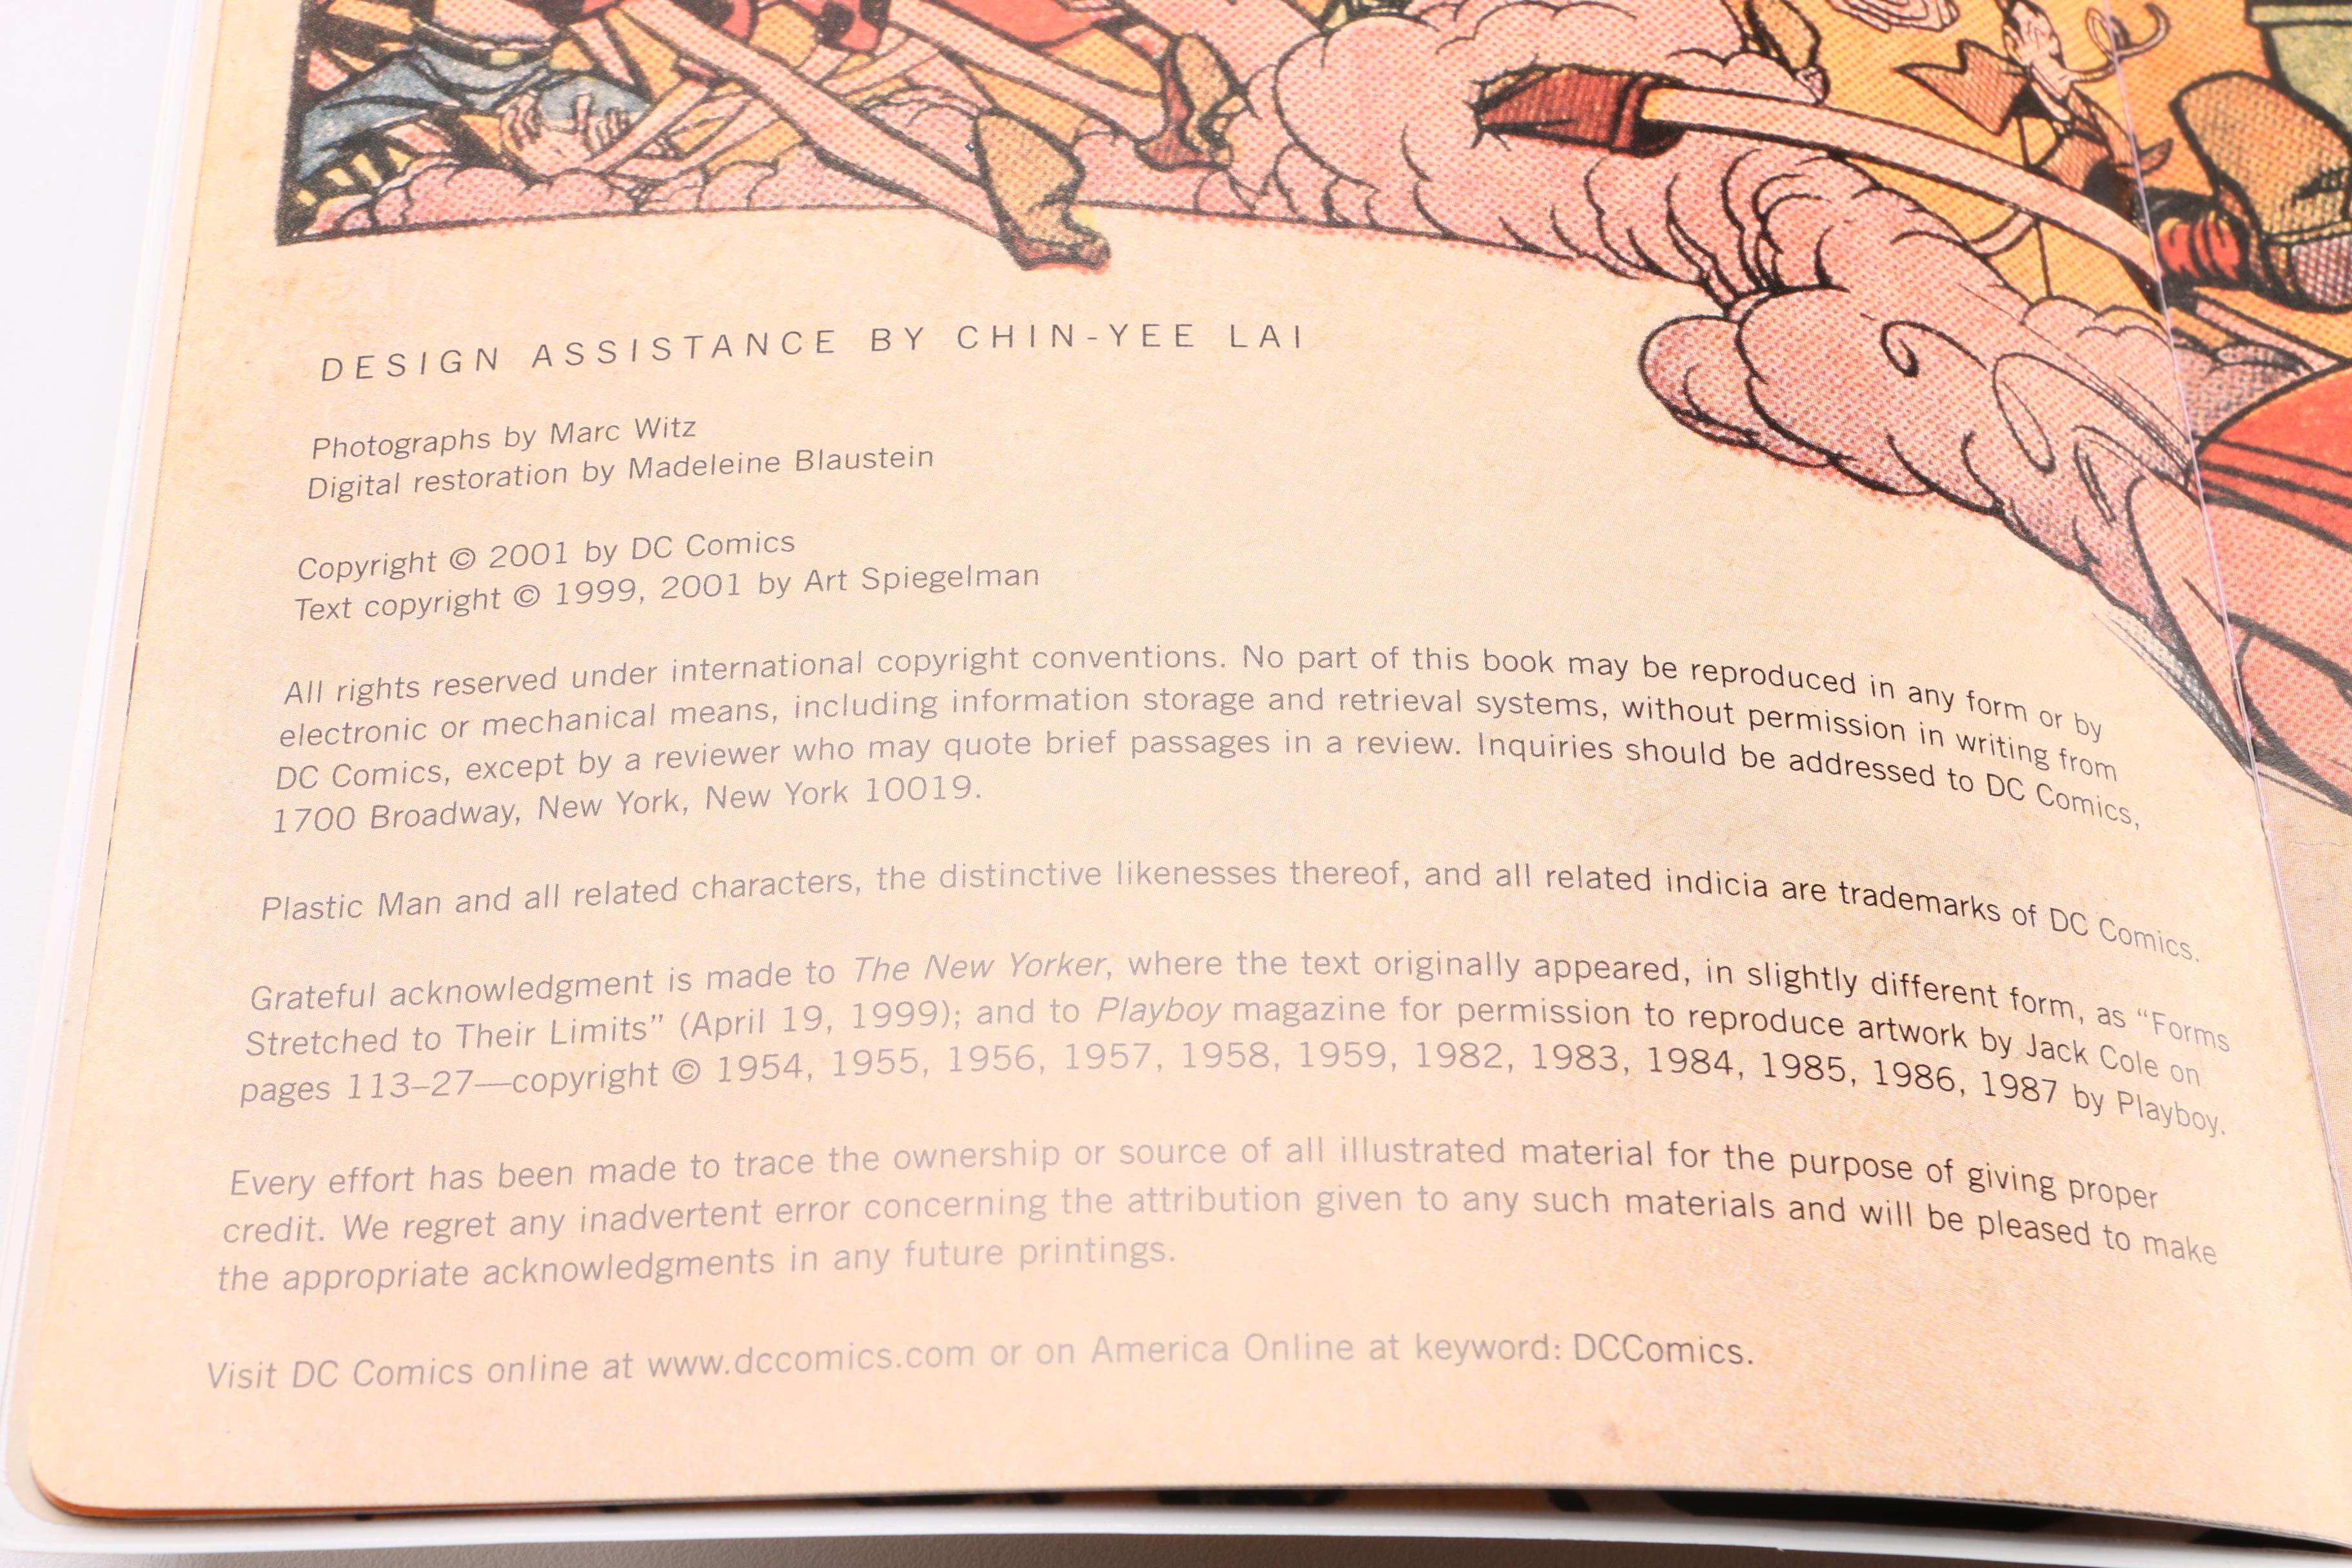 DESIGN ASSISTANCE BY CHIN-YEE LAI
Photographs by Marc Witz
Digital restoration by Madeleine Blaustein
Copyright © 2001 by DC Comics
Text copyright © 1999, 2001 by Art Spiegelman
All rights reserved under international copyright conventions. No part of this book may be reproduced in any form or by
electronic or mechanical means, including information storage and retrieval systems, without permission in writing from
DC Comics, except by a reviewer who may quote brief passages in a review. Inquiries should be addressed to DC Comics,
1700 Broadway, New York, New York 10019.
Plastic Man and all related characters, the distinctive likenesses thereof, and all related indicia are trademarks of DC Comics.
Grateful acknowledgment is made to The New Yorker, where the text originally appeared, in slightly different form, as “Forms
Stretched to Their Limits” (April 19, 1999); and to Playboy magazine for permission to reproduce artwork by Jack Cole on
pages 113–27—copyright © 1954, 1955, 1956, 1957, 1958, 1959, 1982, 1983, 1984, 1985, 1986, 1987 by Playboy.
Every effort has been made to trace the ownership or source of all illustrated material for the purpose of giving proper
credit. We regret any inadvertent error concerning the attribution given to any such materials and will be pleased to make
the appropriate acknowledgments in any future printings.
Visit DC Comics online at www.dccomics.com or on America Online at keyword: DCComics.